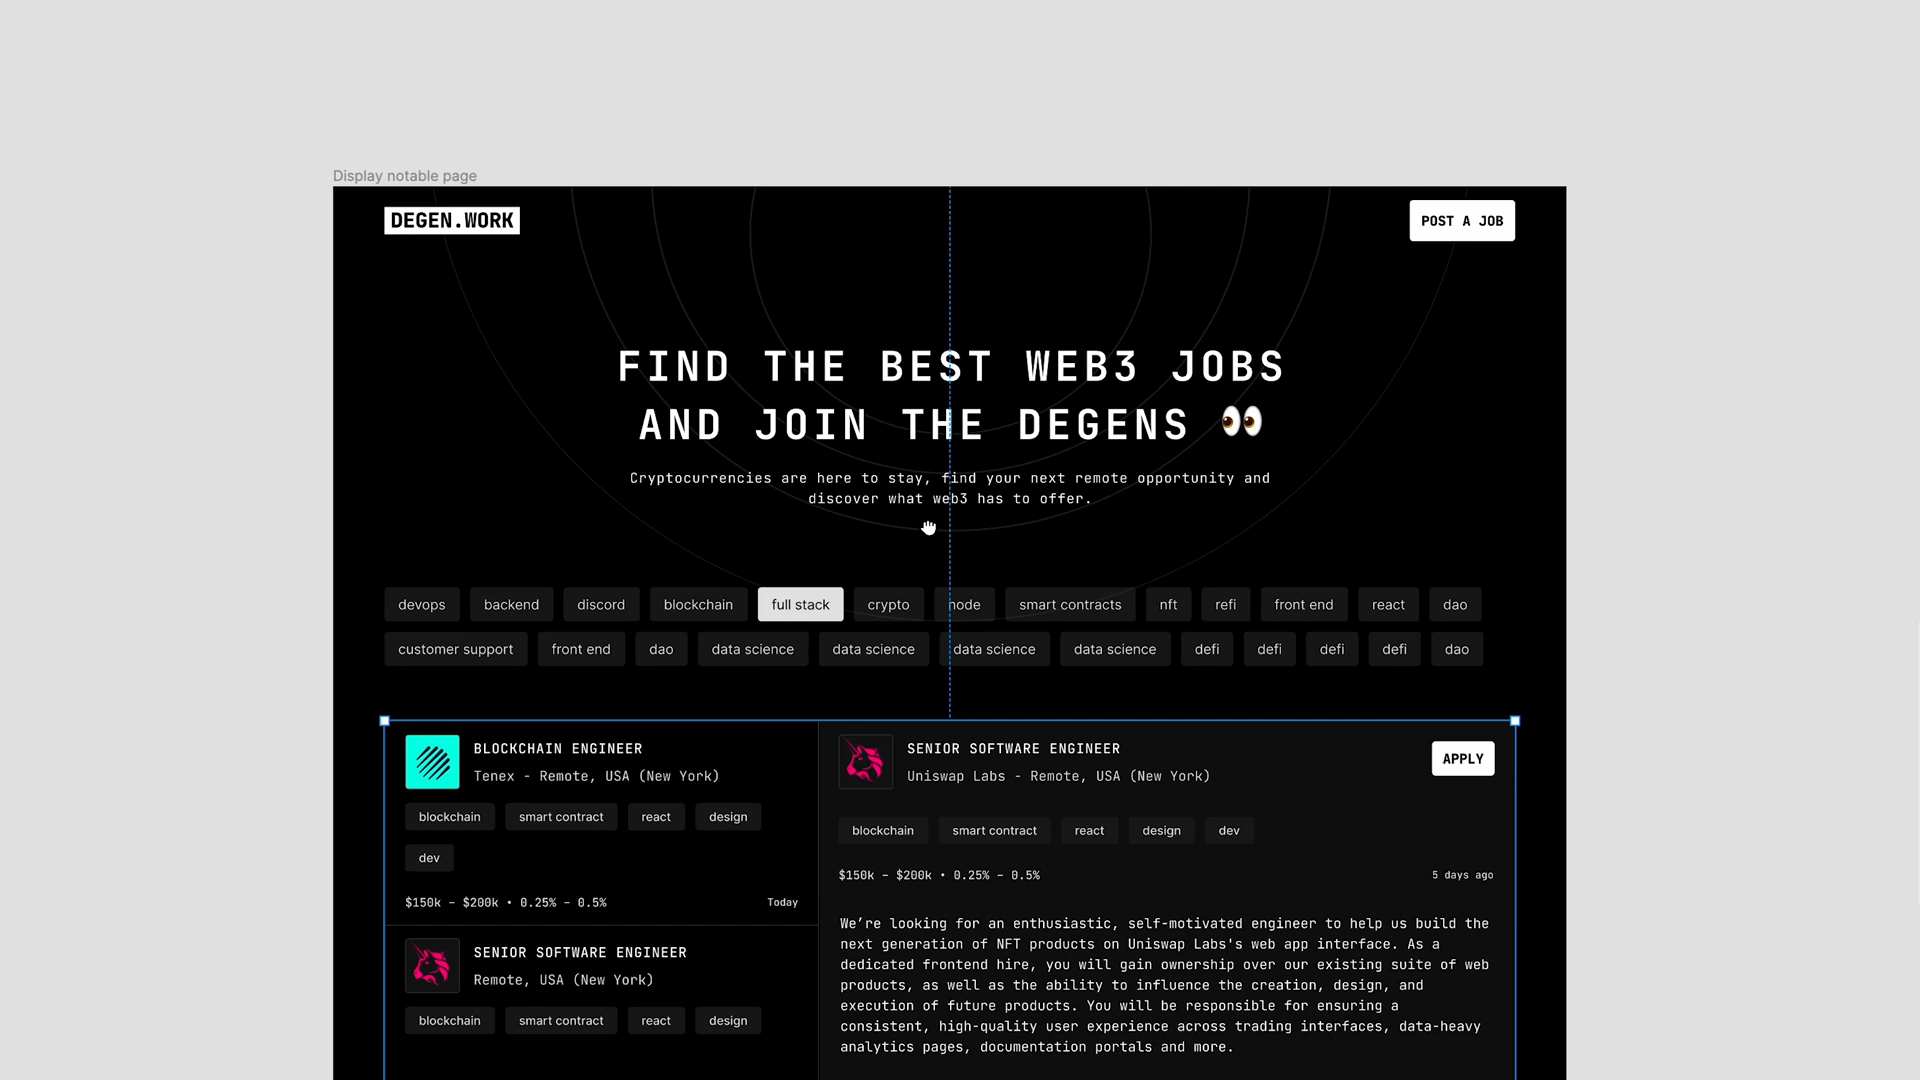 Display notable page
DEGEN.WORK
POST A JOB
FIND THE BEST WEB3 JOBS
AND JOIN THE DEGENS 👀
Cryptocurrencies are here to stay, find your next remote opportunity and
discover what web3 has to offer.
devops backend discord blockchain full stack crypto node smart contracts nft refi front end react dao
customer support front end dao data science data science data science data science defi defi defi defi dao
BLOCKCHAIN ENGINEER
Tenex - Remote, USA (New York)
blockchain smart contract react design
dev
$150k – $200k • 0.25% – 0.5% Today
SENIOR SOFTWARE ENGINEER
Remote, USA (New York)
blockchain smart contract react design
SENIOR SOFTWARE ENGINEER
Uniswap Labs - Remote, USA (New York)
APPLY
blockchain smart contract react design dev
$150k – $200k • 0.25% – 0.5% 5 days ago
We’re looking for an enthusiastic, self-motivated engineer to help us build the
next generation of NFT products on Uniswap Labs's web app interface. As a
dedicated frontend hire, you will gain ownership over our existing suite of web
products, as well as the ability to influence the creation, design, and
execution of future products. You will be responsible for ensuring a
consistent, high-quality user experience across trading interfaces, data-heavy
analytics pages, documentation portals and more.